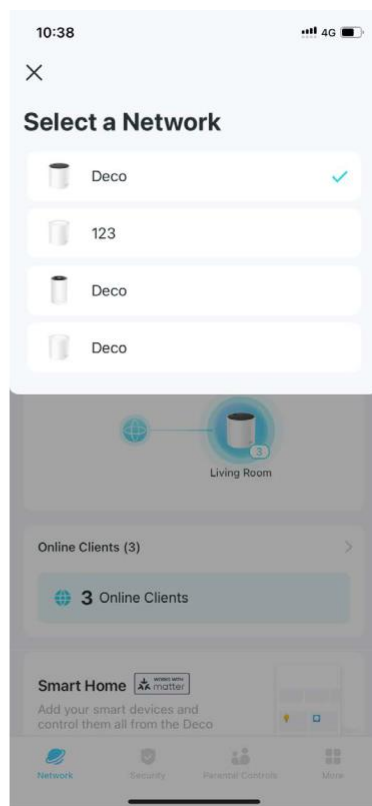 10:38
4G
Select a Network
Deco
123
Deco
Deco
3
Living Room
Online Clients (3)
3 Online Clients
Smart Home WORKS WITH matter
Add your smart devices and
control them all from the Deco
Network Security Parental Controls More